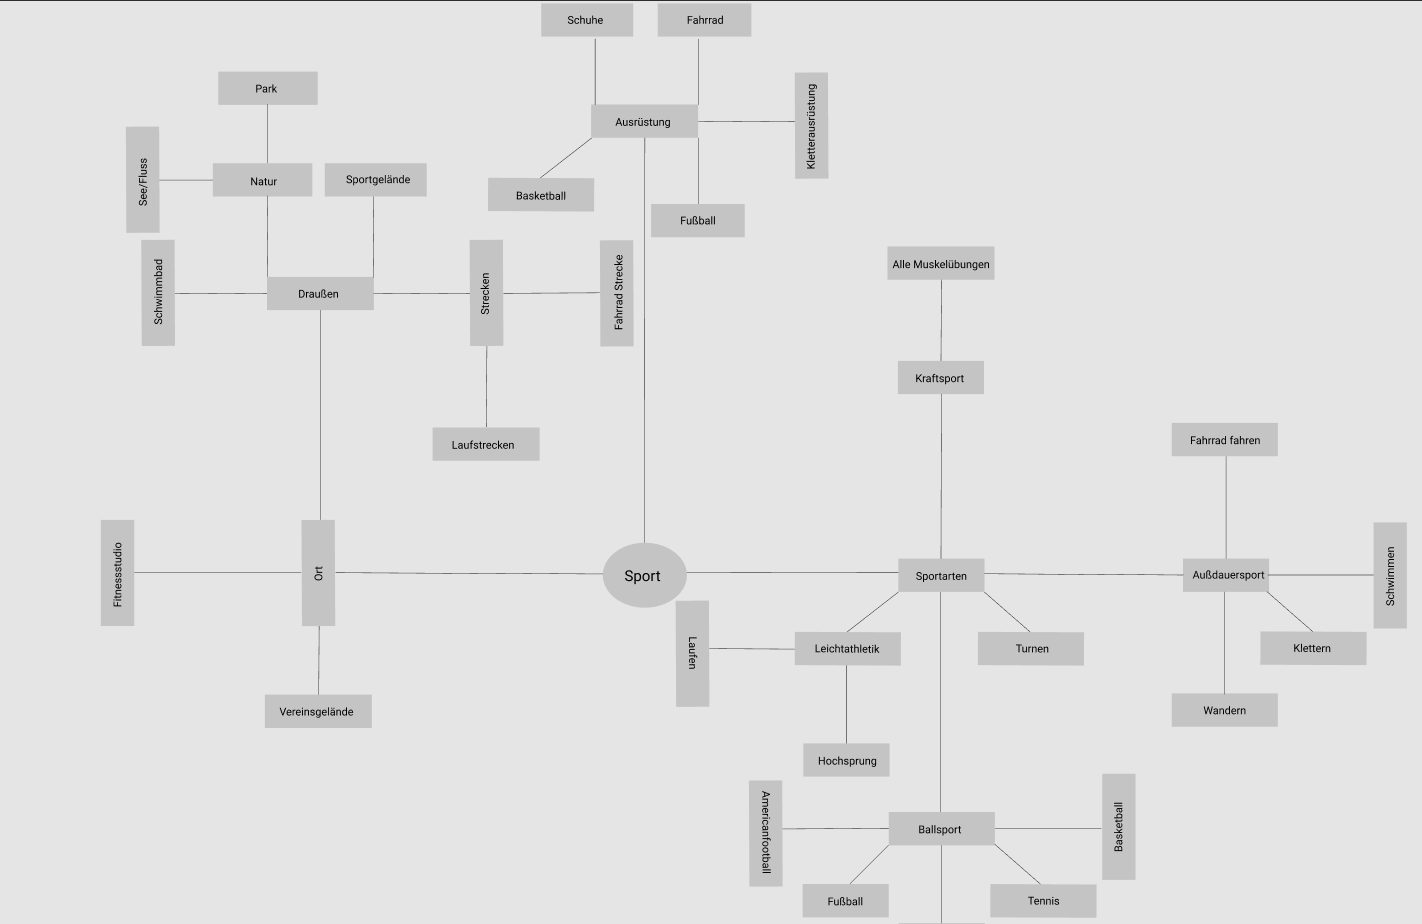 Schuhe
Fahrrad
Park
Ausrüstung
Kletterausrüstung
See/Fluss
Natur
Sportgelände
Basketball
Fußball
Schwimmbad
Draußen
Strecken
Fahrrad Strecke
Alle Muskelübungen
Kraftsport
Laufstrecken
Fahrrad fahren
Fitnessstudio
Ort
Sport
Sportarten
Außdauersport
Schwimmen
Laufen
Leichtathletik
Turnen
Klettern
Vereinsgelände
Wandern
Hochsprung
Americanfootball
Ballsport
Basketball
Fußball
Tennis